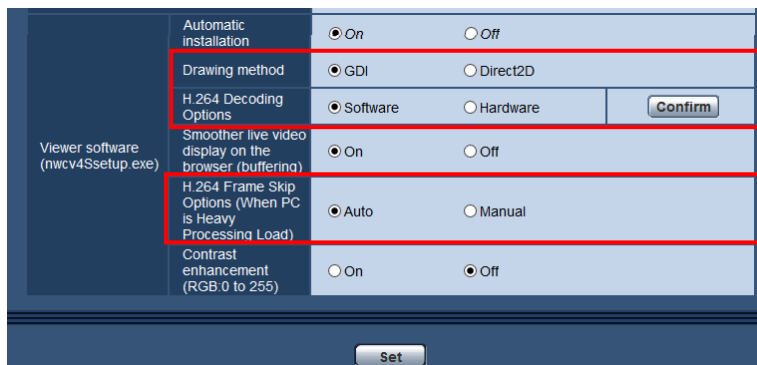 Automatic
installation
On
Off
Drawing method
GDI
Direct2D
H.264 Decoding
Options
Software
Hardware
Confirm
Viewer software
(nwcv4Ssetup.exe)
Smoother live video
display on the
browser (buffering)
On
Off
H.264 Frame Skip
Options (When PC
is Heavy
Processing Load)
Auto
Manual
Contrast
enhancement
(RGB:0 to 255)
On
Off
Set